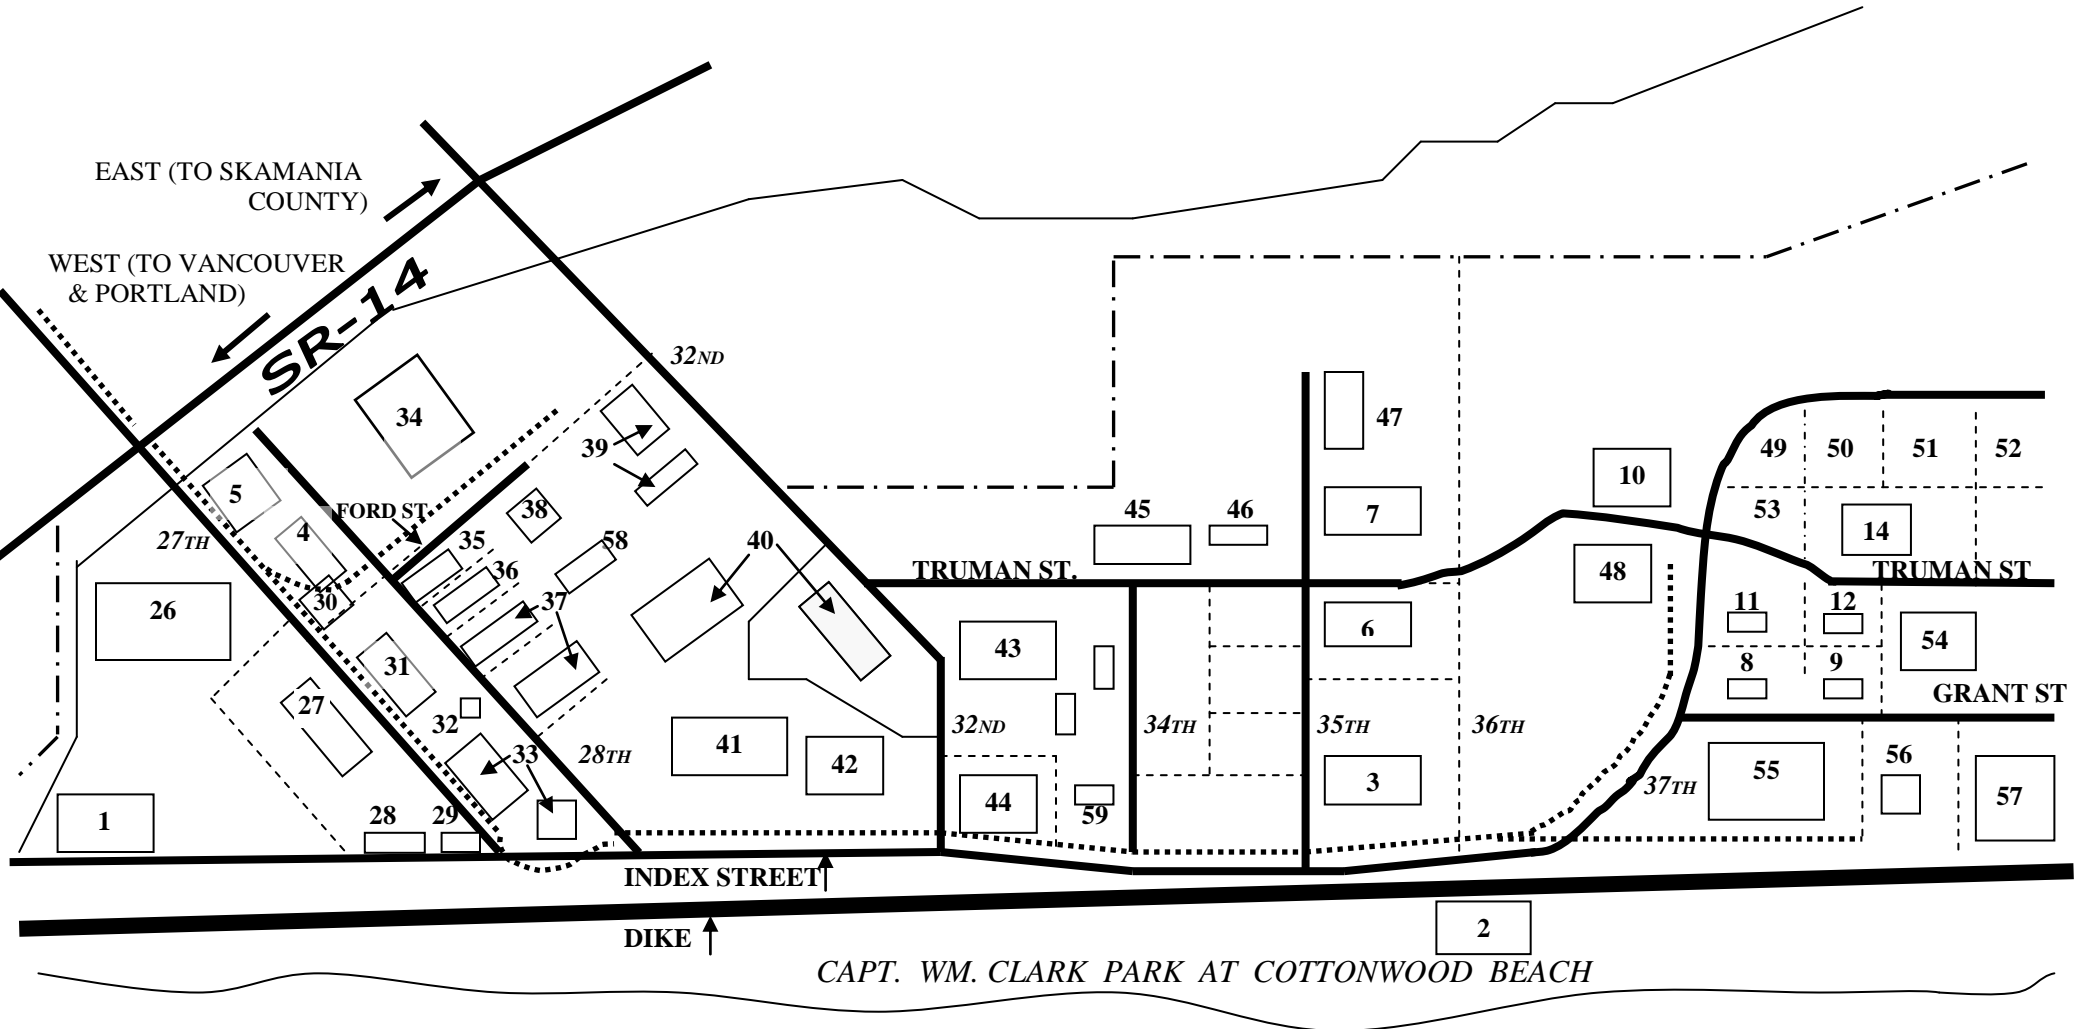 EAST (TO SKAMANIA
COUNTY)
WEST (TO VANCOUVER
& PORTLAND)
SR-14
32ND
34
39
47
49
50
51
52
5
4
FORD ST.
38
10
53
14
27TH
35
58
40
45
46
7
36
TRUMAN ST.
48
TRUMAN ST
26
30
37
11
12
6
54
31
43
8
9
27
32
GRANT ST
33
28TH
41
42
32ND
34TH
35TH
36TH
1
28
29
44
59
3
37TH
55
56
57
INDEX STREET
DIKE
2
CAPT. WM. CLARK PARK AT COTTONWOOD BEACH